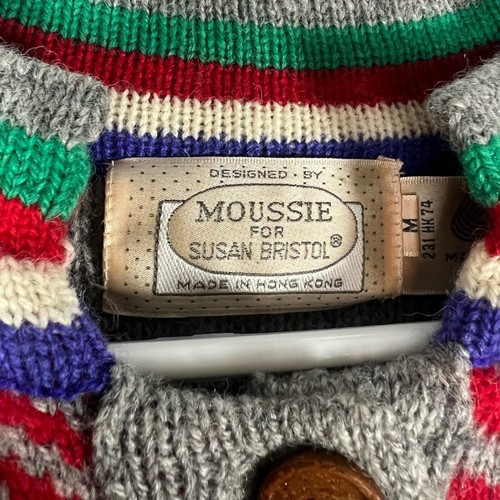 DESIGNED BY
MOUSSIE
FOR
SUSAN BRISTOL®
MADE IN HONG KONG
M
231 HK 74